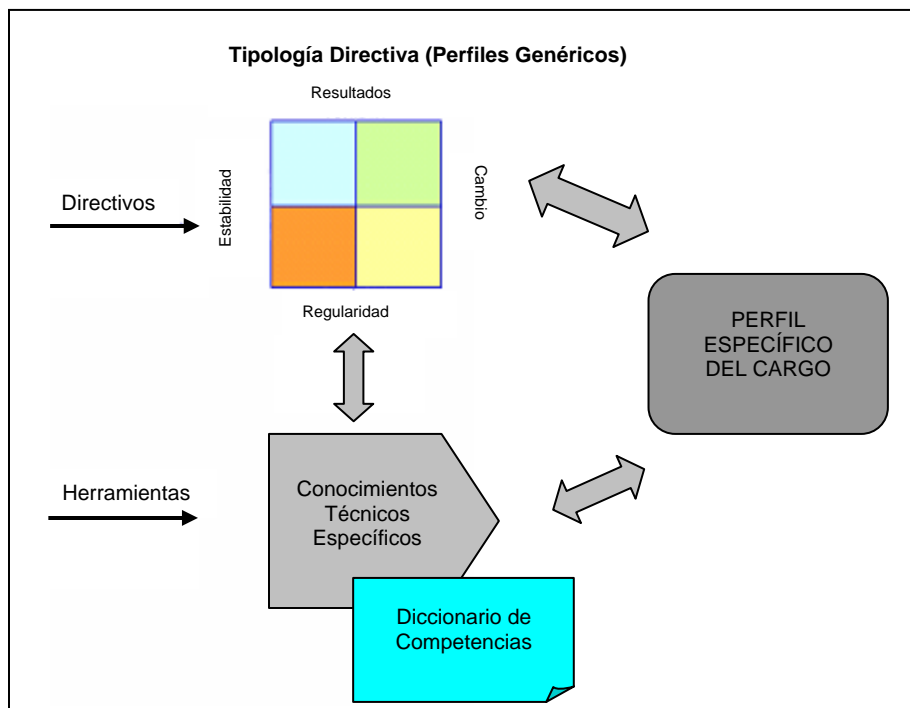 Tipología Directiva (Perfiles Genéricos)
Resultados
Estabilidad
Cambio
Directivos
Regularidad
PERFIL
ESPECÍFICO
DEL CARGO
Herramientas
Conocimientos
Técnicos
Específicos
Diccionario de
Competencias